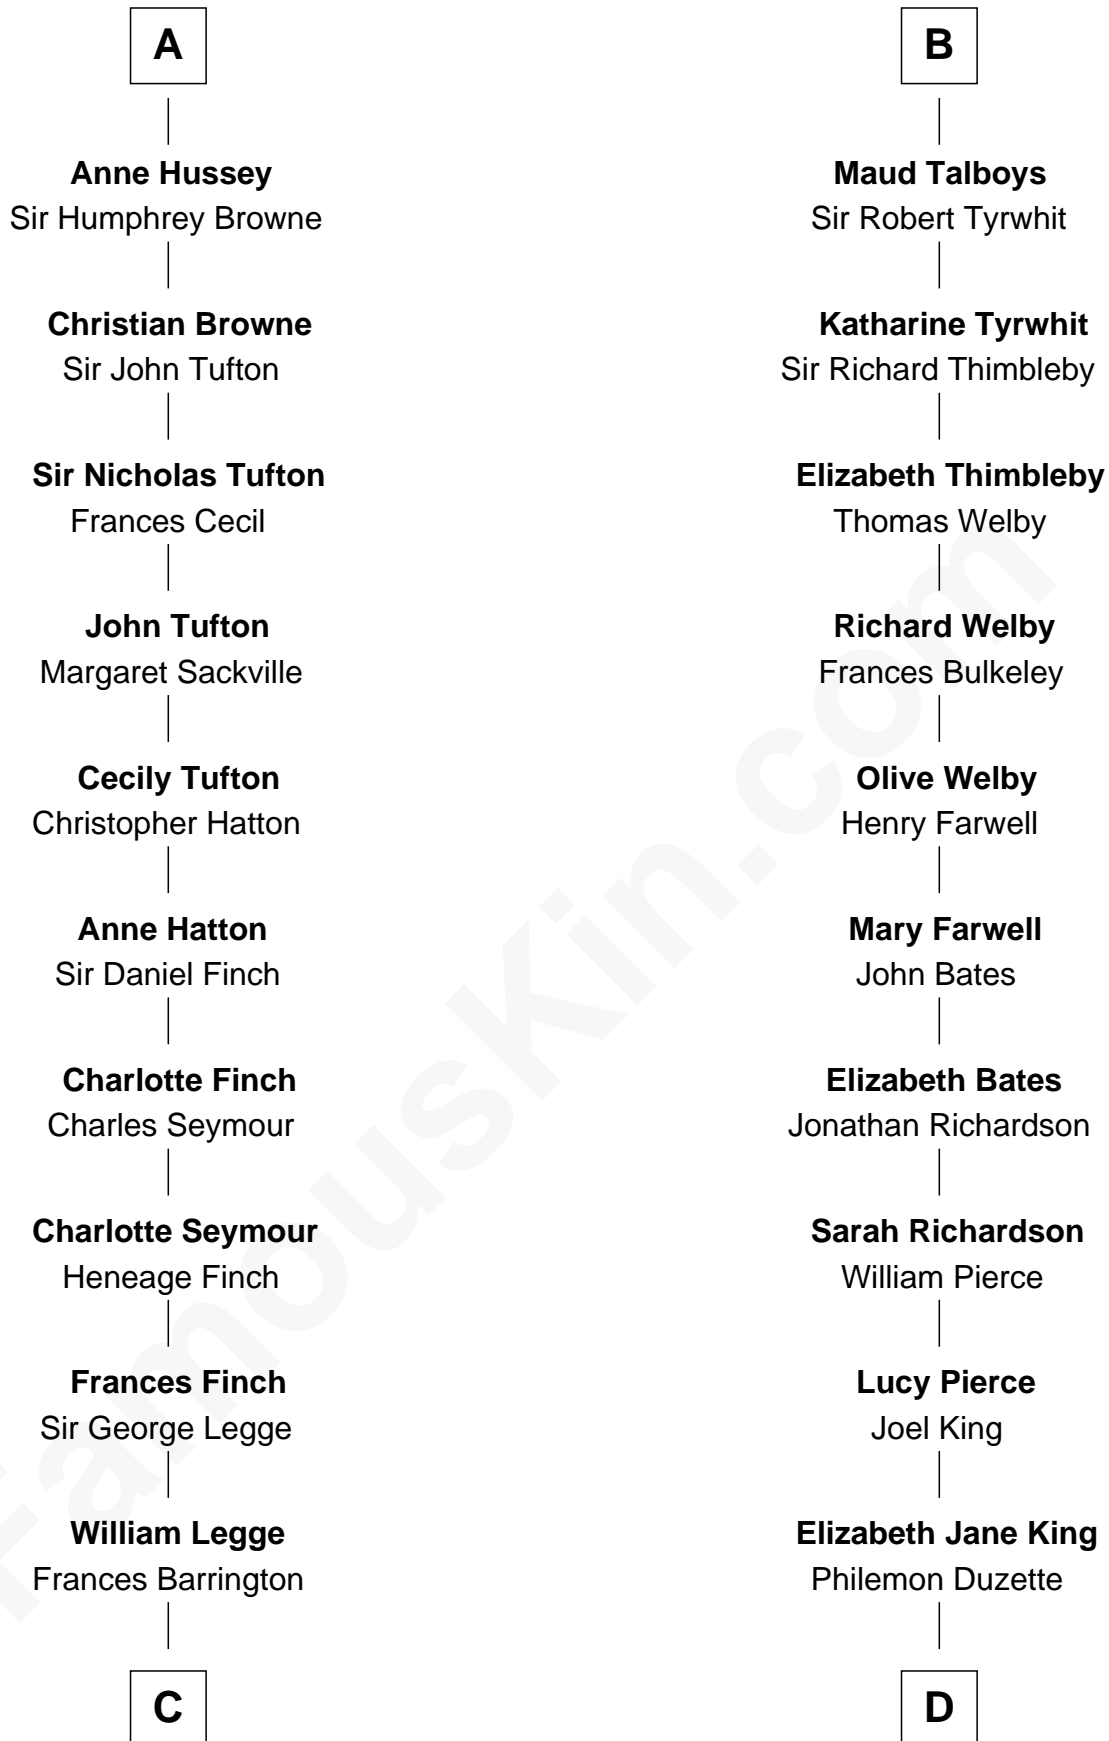 A
Anne Hussey
Sir Humphrey Browne
Christian Browne
Sir John Tufton
Sir Nicholas Tufton
Frances Cecil
John Tufton
Margaret Sackville
Cecily Tufton
Christopher Hatton
Anne Hatton
Sir Daniel Finch
Charlotte Finch
Charles Seymour
Charlotte Seymour
Heneage Finch
Frances Finch
Sir George Legge
William Legge
Frances Barrington
C
B
Maud Talboys
Sir Robert Tyrwhit
Katharine Tyrwhit
Sir Richard Thimbleby
Elizabeth Thimbleby
Thomas Welby
Richard Welby
Frances Bulkeley
Olive Welby
Henry Farwell
Mary Farwell
John Bates
Elizabeth Bates
Jonathan Richardson
Sarah Richardson
William Pierce
Lucy Pierce
Joel King
Elizabeth Jane King
Philemon Duzette
D
FamousKin.com